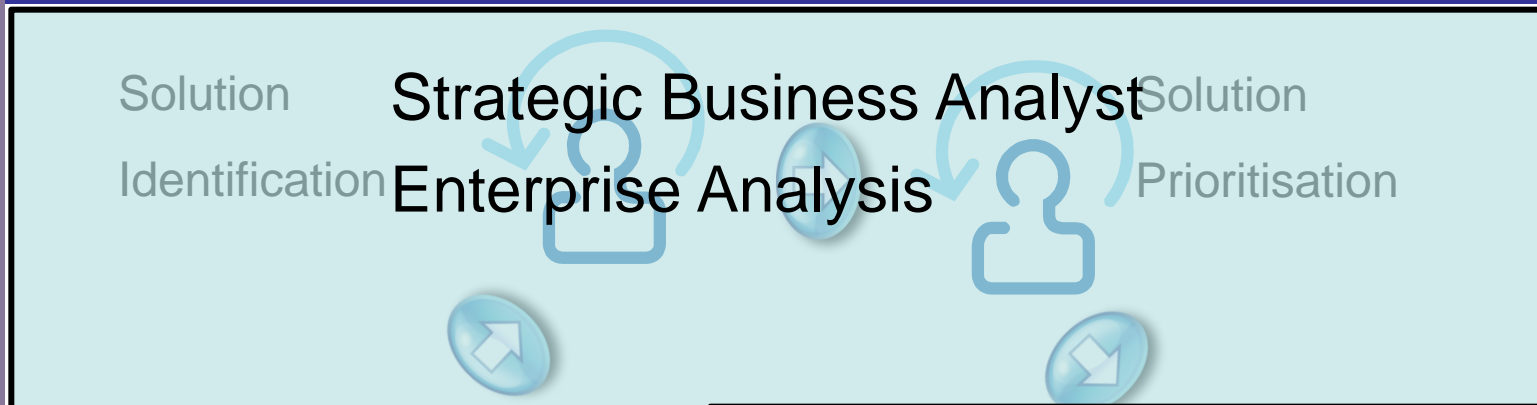 Solution
Identification
Strategic Business Analyst
Enterprise Analysis
Solution
Prioritisation